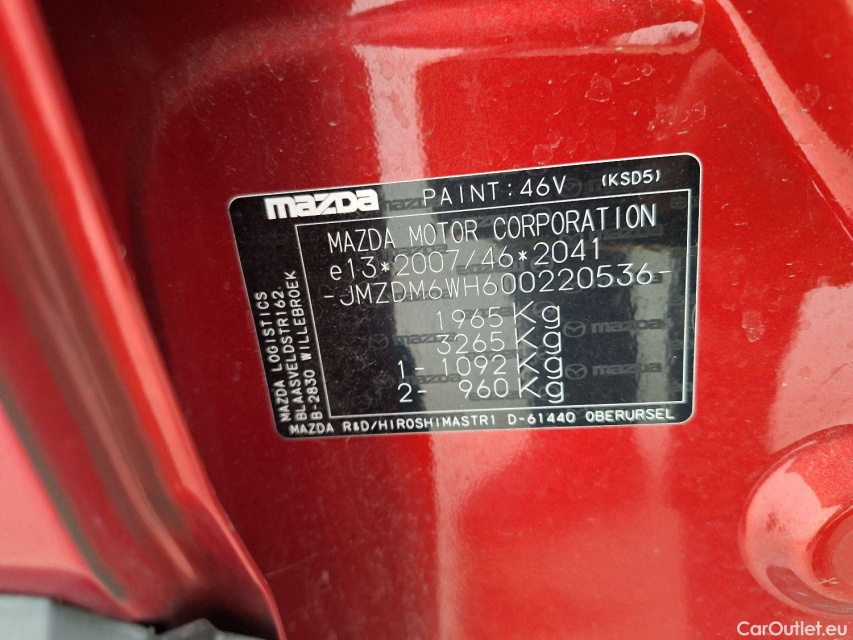 mazda PAINT:46V (KSD5)
MAZDA MOTOR CORPORATION
e13*2007/46*2041
-JMZDM6WH600220536-
1965 Kg
3265 Kg
1- 1092 Kg
2- 960 Kg
MAZDA LOGISTICS
BLAASVELDSTR162
B-2830 WILLEBROEK
MAZDA R&D/HIROSHIMASTR1 D-61440 OBERURSEL
CarOutlet.eu